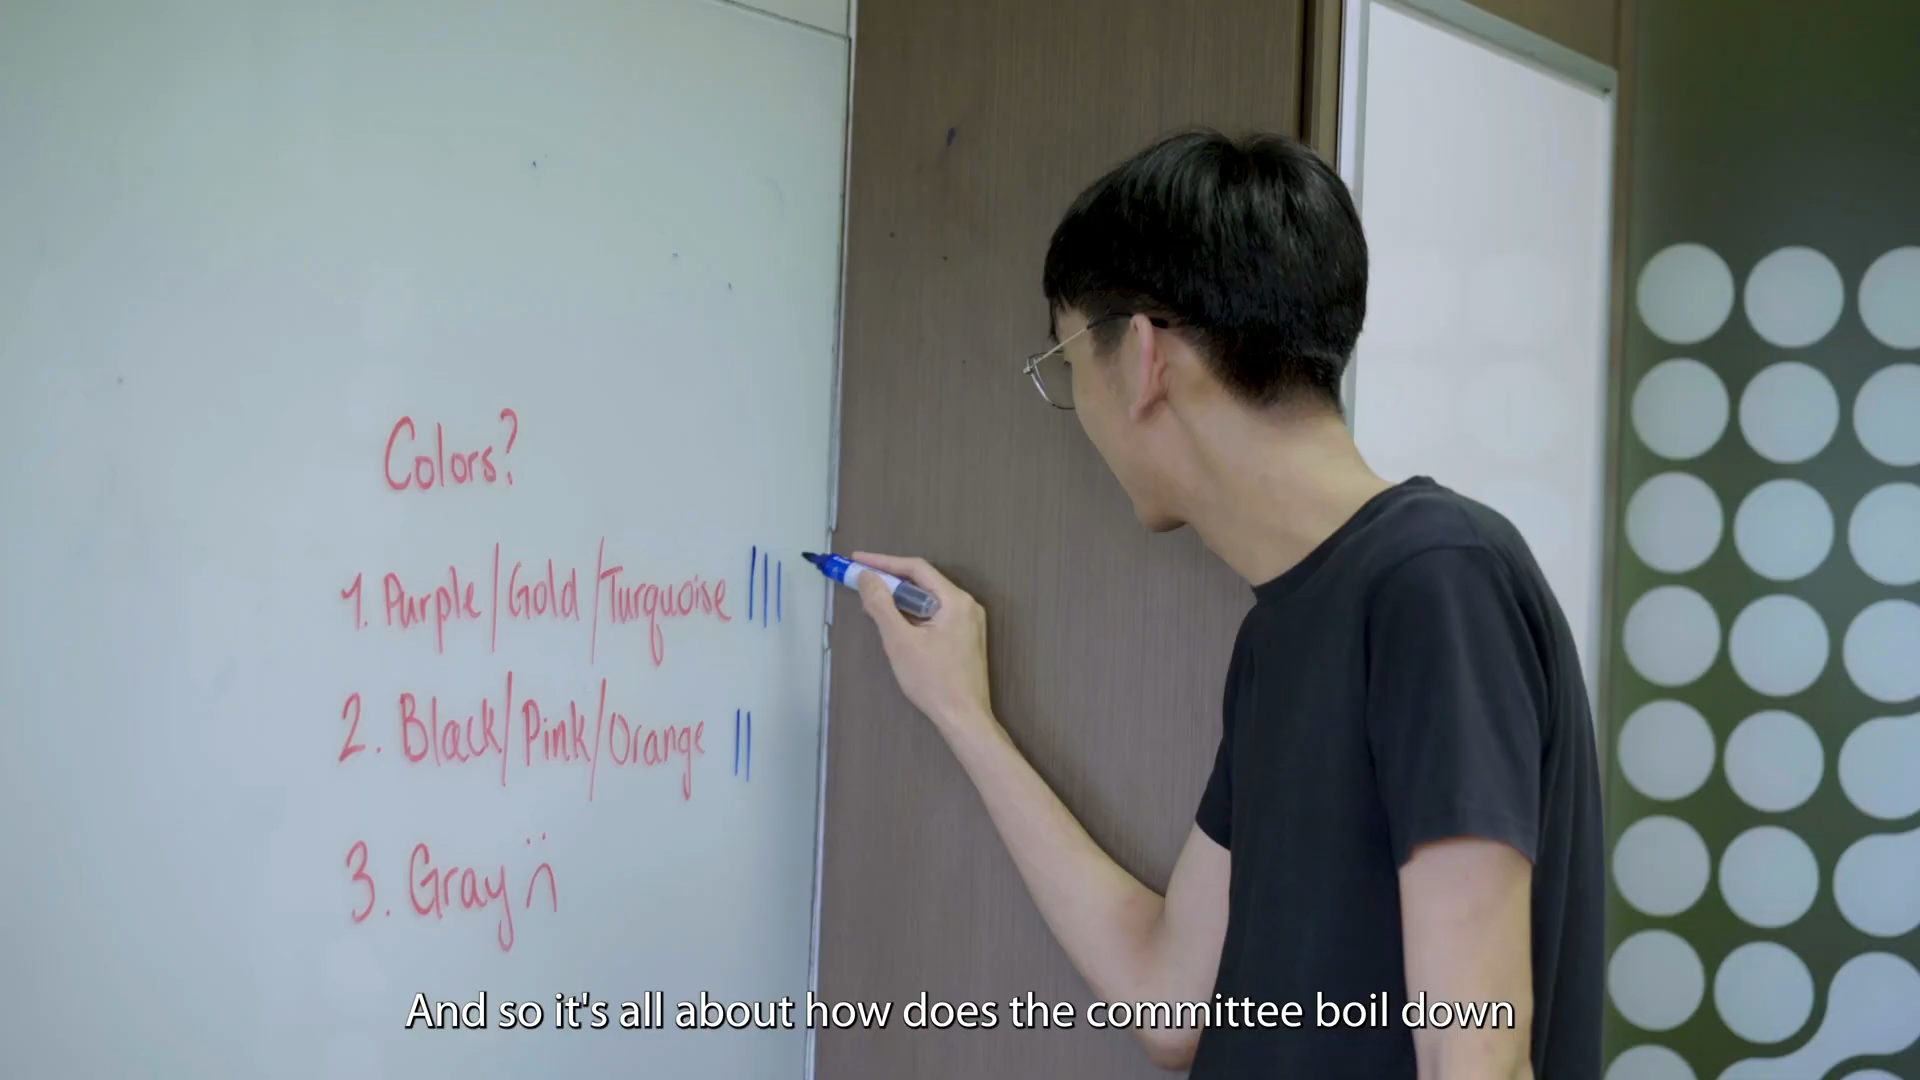 Colors?
1. Purple/Gold/Turquoise |||
2. Black/Pink/Orange ||
3. Gray :(
And so it's all about how does the committee boil down